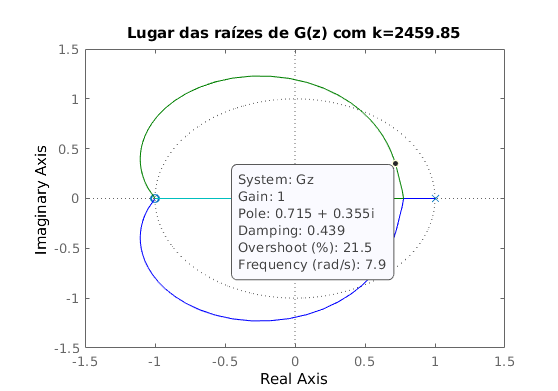 Lugar das raízes de G(z) com k=2459.85
1.5
1
0.5
0
-0.5
-1
-1.5
Imaginary Axis
System: Gz
Gain: 1
Pole: 0.715 + 0.355i
Damping: 0.439
Overshoot (%): 21.5
Frequency (rad/s): 7.9
-1.5 -1 -0.5 0 0.5 1 1.5
Real Axis